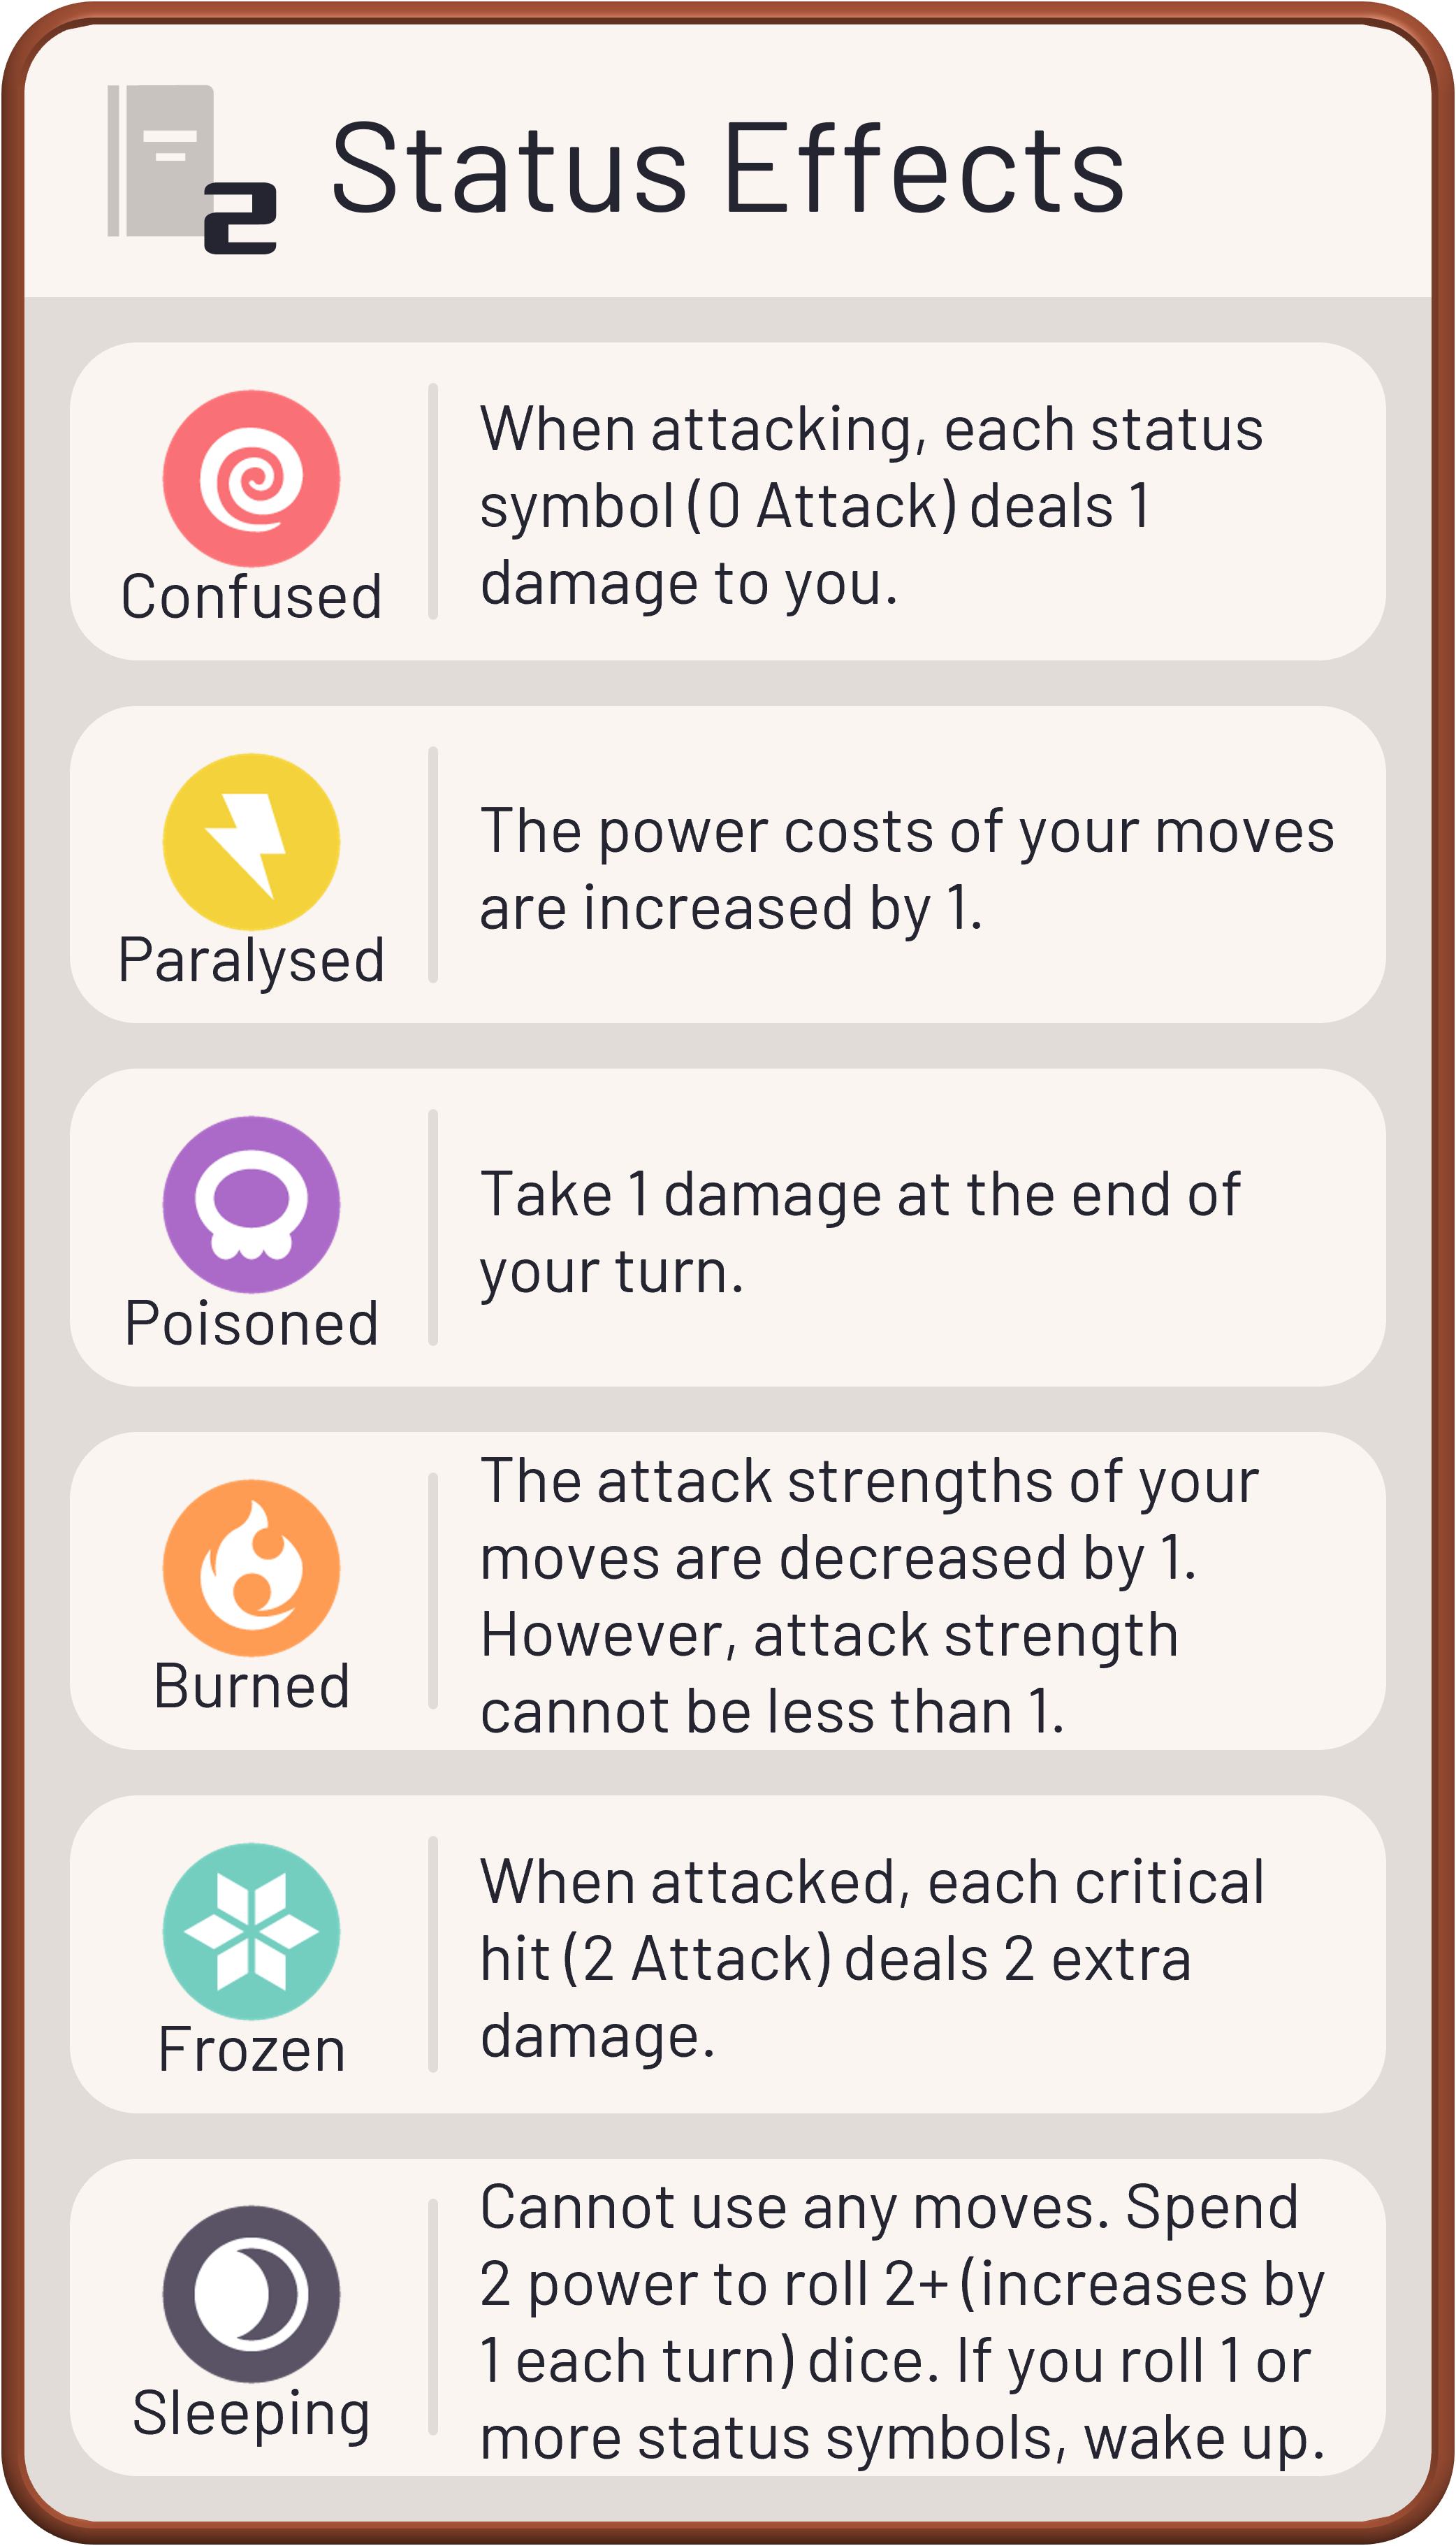 2
Status Effects
Confused
When attacking, each status
symbol (0 Attack) deals 1
damage to you.
Paralysed
The power costs of your moves
are increased by 1.
Poisoned
Take 1 damage at the end of
your turn.
Burned
The attack strengths of your
moves are decreased by 1.
However, attack strength
cannot be less than 1.
Frozen
When attacked, each critical
hit (2 Attack) deals 2 extra
damage.
Sleeping
Cannot use any moves. Spend
2 power to roll 2+ (increases by
1 each turn) dice. If you roll 1 or
more status symbols, wake up.